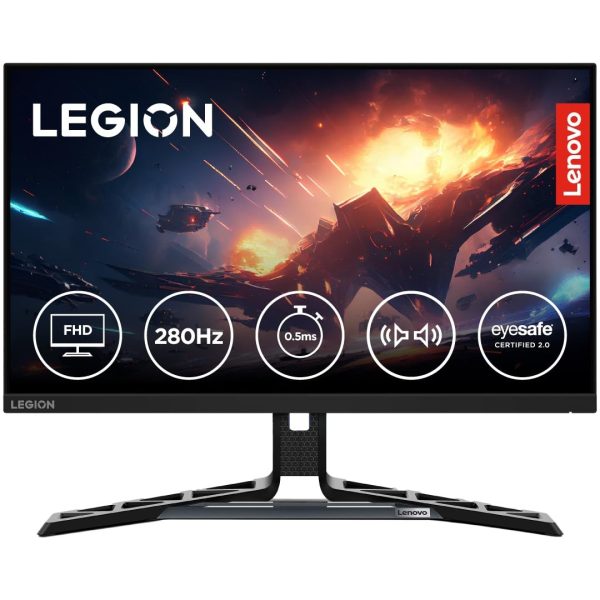 LEGION
Lenovo
FHD
280Hz
0.5ms
eyesafe®
CERTIFIED 2.0
LEGION
Lenovo